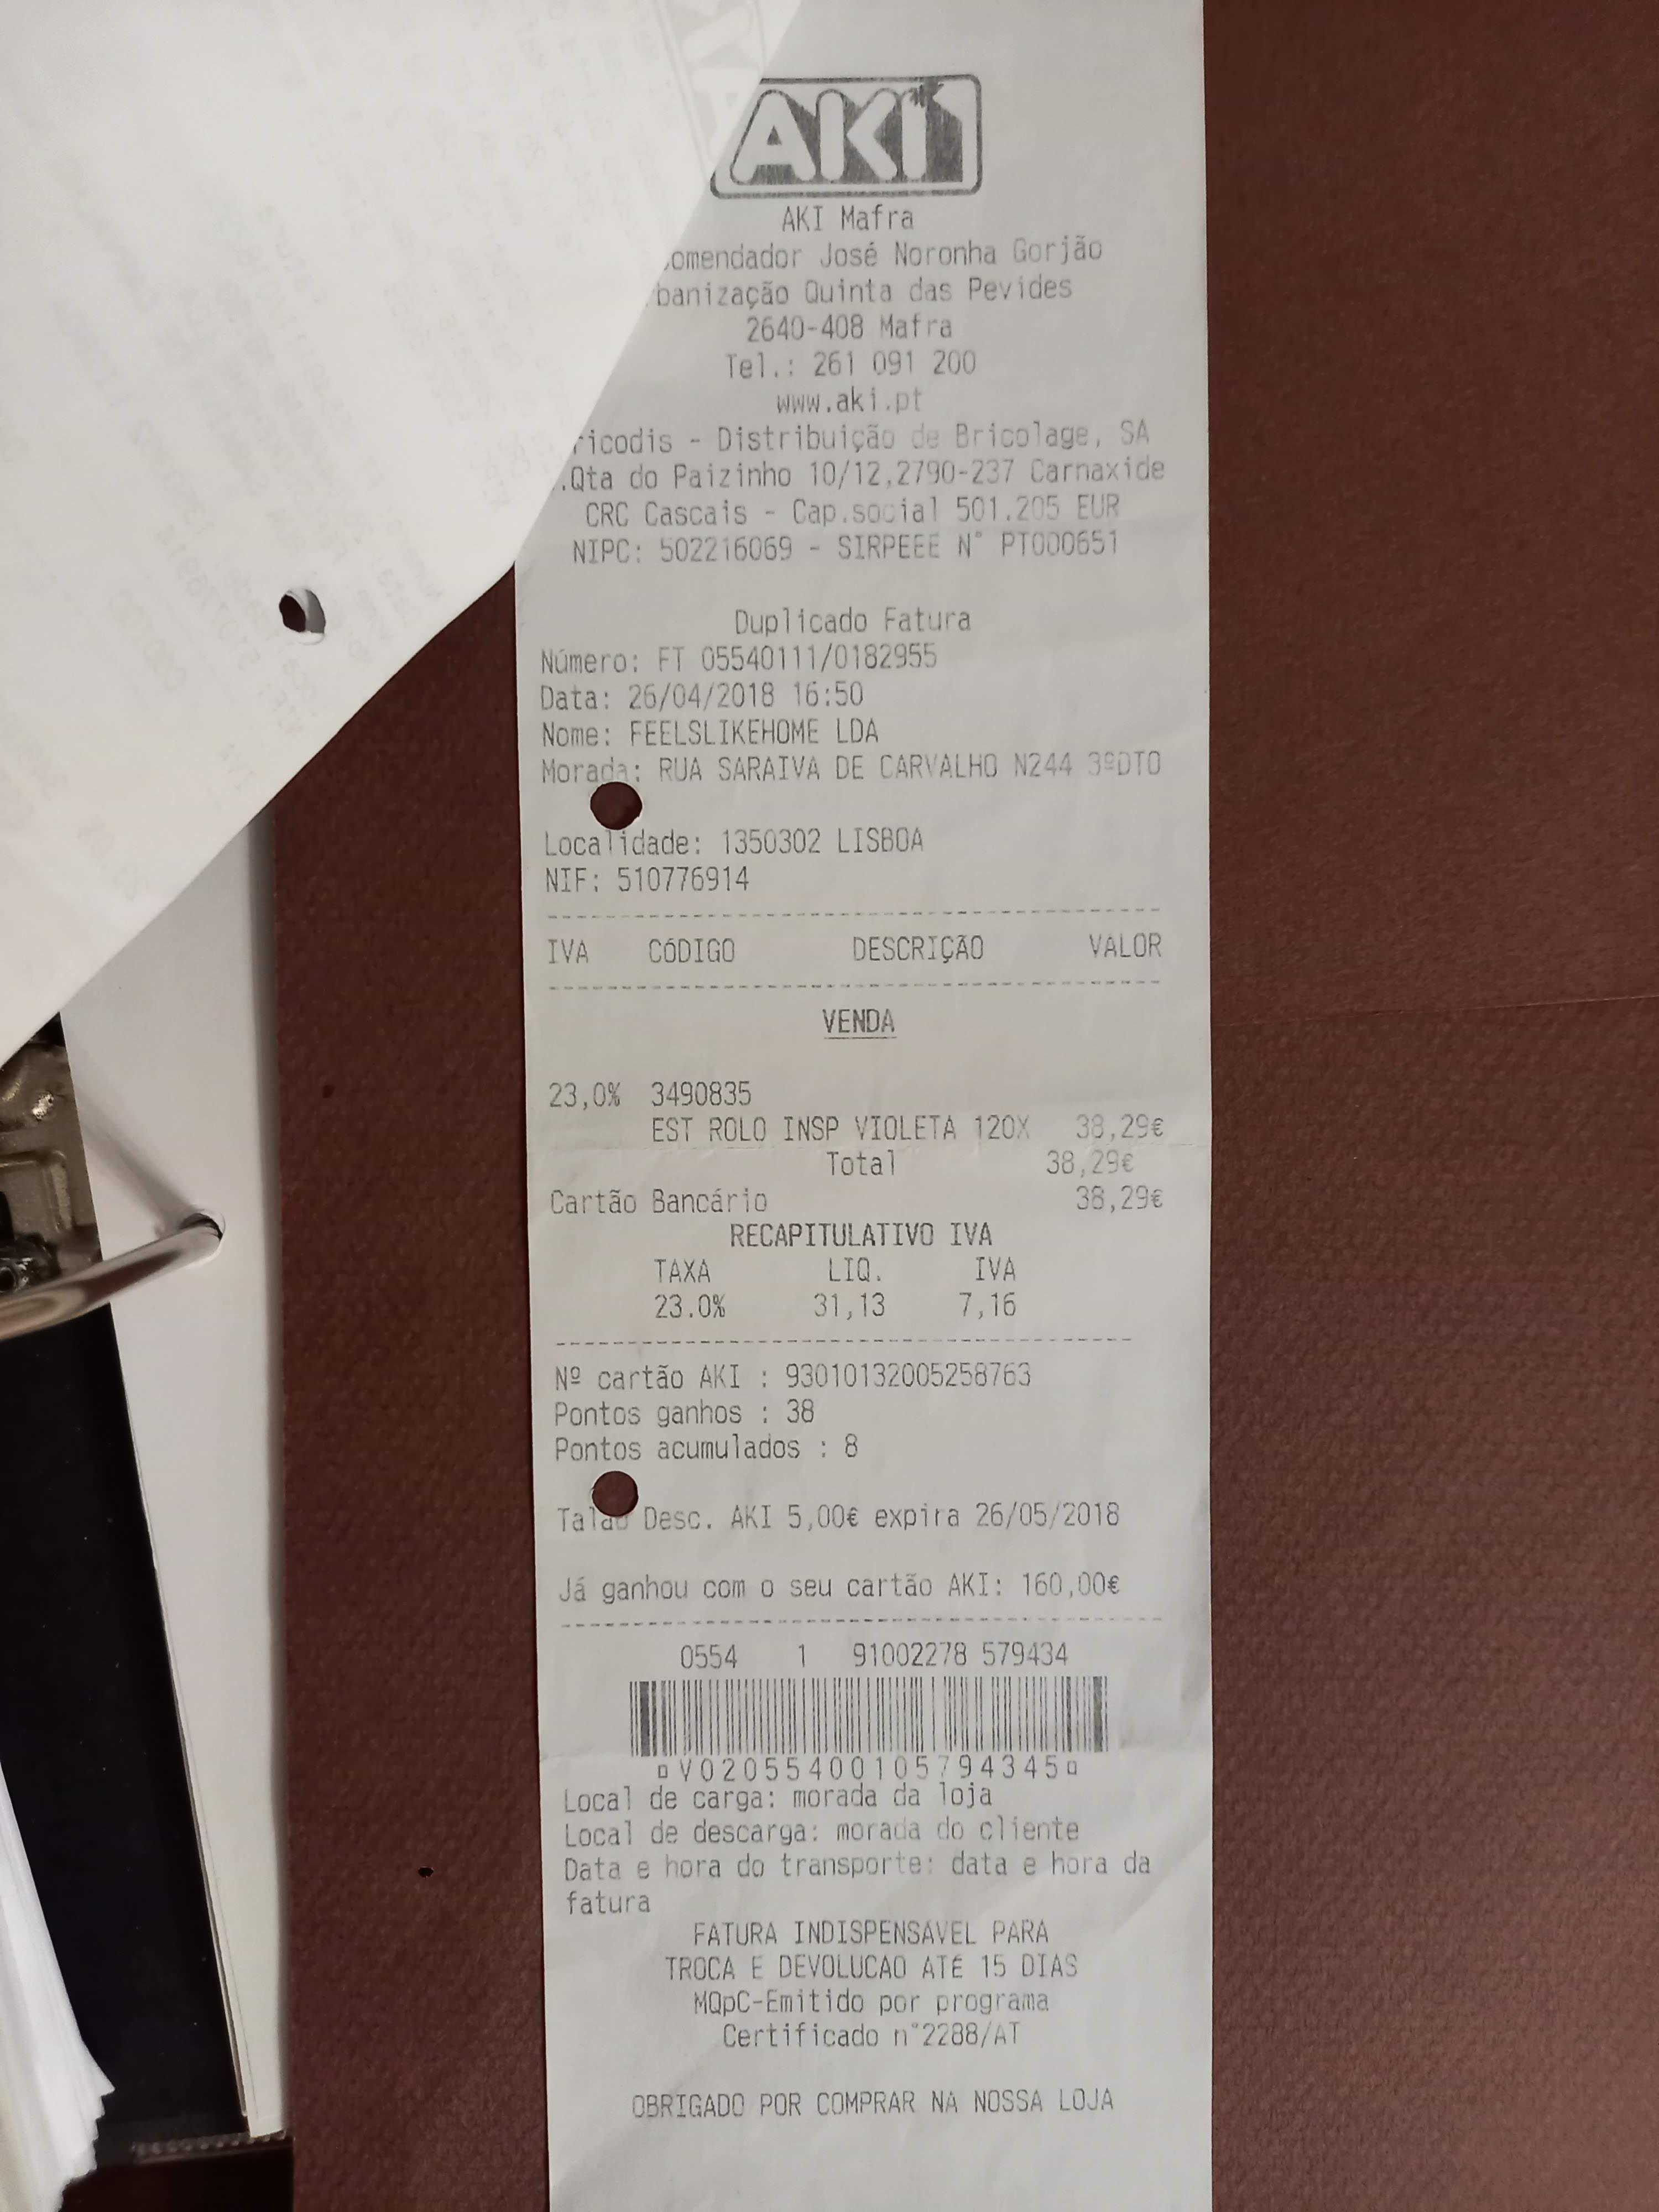 AKI
AKI Mafra
omendador José Noronha Gorjão
banização Quinta das Pevides
2640-408 Mafra
Tel.: 261 091 200
www.aki.pt
ricodis - Distribuição de Bricolage, SA
.Qta do Paizinho 10/12,2790-237 Carnaxide
CRC Cascais - Cap.social 501.205 EUR
NIPC: 502216069 - SIRPEEE N° PT000651
Duplicado Fatura
Número: FT 05540111/0182955
Data: 26/04/2018 16:50
Nome: FEELSLIKEHOME LDA
Morada: RUA SARAIVA DE CARVALHO N244 3ºDTO
Localidade: 1350302 LISBOA
NIF: 510776914
IVA CÓDIGO DESCRIÇÃO VALOR
VENDA
23,0% 3490835
EST ROLO INSP VIOLETA 120X 38,29€
Total 38,29€
Cartão Bancário 38,29€
RECAPITULATIVO IVA
TAXA LIQ. IVA
23.0% 31,13 7,16
Nº cartão AKI : 93010132005258763
Pontos ganhos : 38
Pontos acumulados : 8
Talão Desc. AKI 5,00€ expira 26/05/2018
Já ganhou com o seu cartão AKI: 160,00€
0554 1 91002278 579434
V0205540010579434​5
Local de carga: morada da loja
Local de descarga: morada do cliente
Data e hora do transporte: data e hora da
fatura
FATURA INDISPENSÁVEL PARA
TROCA E DEVOLUCAO ATÉ 15 DIAS
MQpC-Emitido por programa
Certificado n°2288/AT
OBRIGADO POR COMPRAR NA NOSSA LOJA